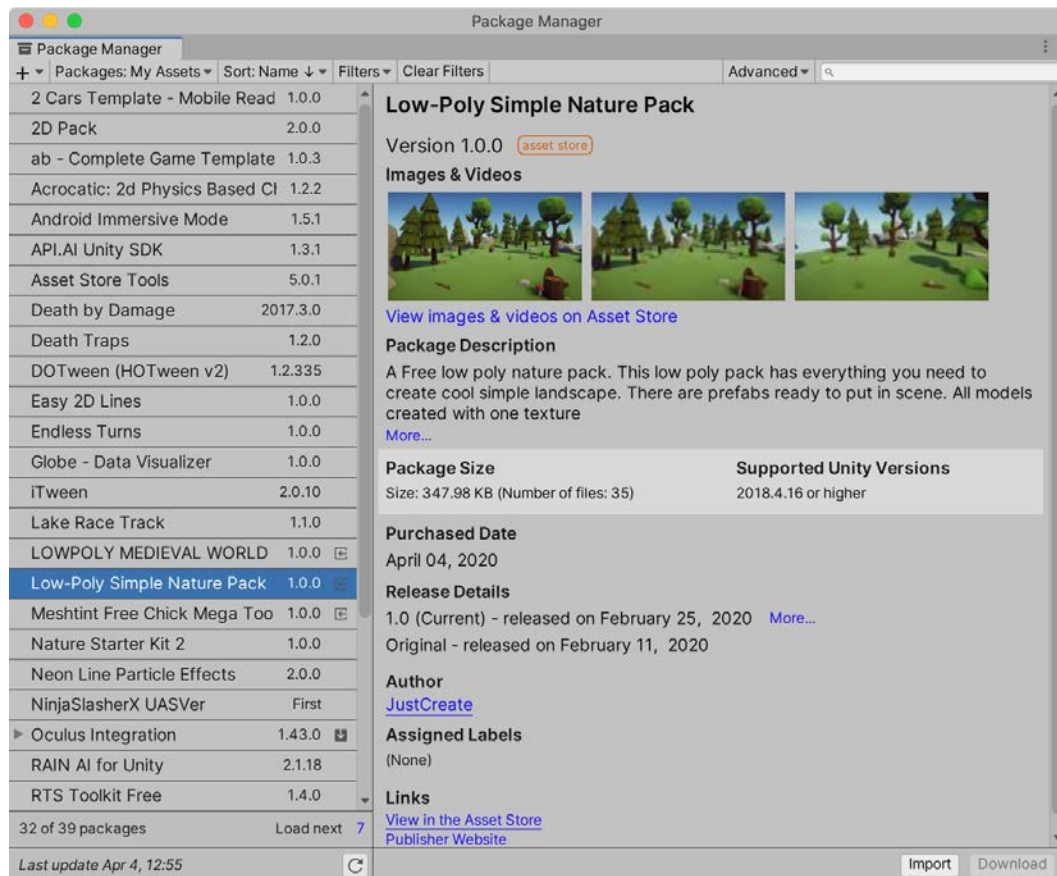 Package Manager
Package Manager
+ Packages: My Assets Sort: Name ↓ Filters Clear Filters Advanced
2 Cars Template - Mobile Read 1.0.0
2D Pack 2.0.0
ab - Complete Game Template 1.0.3
Acrocatic: 2d Physics Based Cl 1.2.2
Android Immersive Mode 1.5.1
API.AI Unity SDK 1.3.1
Asset Store Tools 5.0.1
Death by Damage 2017.3.0
Death Traps 1.2.0
DOTween (HOTween v2) 1.2.335
Easy 2D Lines 1.0.0
Endless Turns 1.0.0
Globe - Data Visualizer 1.0.0
iTween 2.0.10
Lake Race Track 1.1.0
LOWPOLY MEDIEVAL WORLD 1.0.0
Low-Poly Simple Nature Pack 1.0.0
Meshtint Free Chick Mega Too 1.0.0
Nature Starter Kit 2 1.0.0
Neon Line Particle Effects 2.0.0
NinjaSlasherX UASVer First
Oculus Integration 1.43.0
RAIN AI for Unity 2.1.18
RTS Toolkit Free 1.4.0
32 of 39 packages Load next 7
Last update Apr 4, 12:55
Low-Poly Simple Nature Pack
Version 1.0.0 asset store
Images & Videos
View images & videos on Asset Store
Package Description
A Free low poly nature pack. This low poly pack has everything you need to
create cool simple landscape. There are prefabs ready to put in scene. All models
created with one texture
More...
Package Size Supported Unity Versions
Size: 347.98 KB (Number of files: 35) 2018.4.16 or higher
Purchased Date
April 04, 2020
Release Details
1.0 (Current) - released on February 25, 2020 More...
Original - released on February 11, 2020
Author
JustCreate
Assigned Labels
(None)
Links
View in the Asset Store
Publisher Website
Import Download